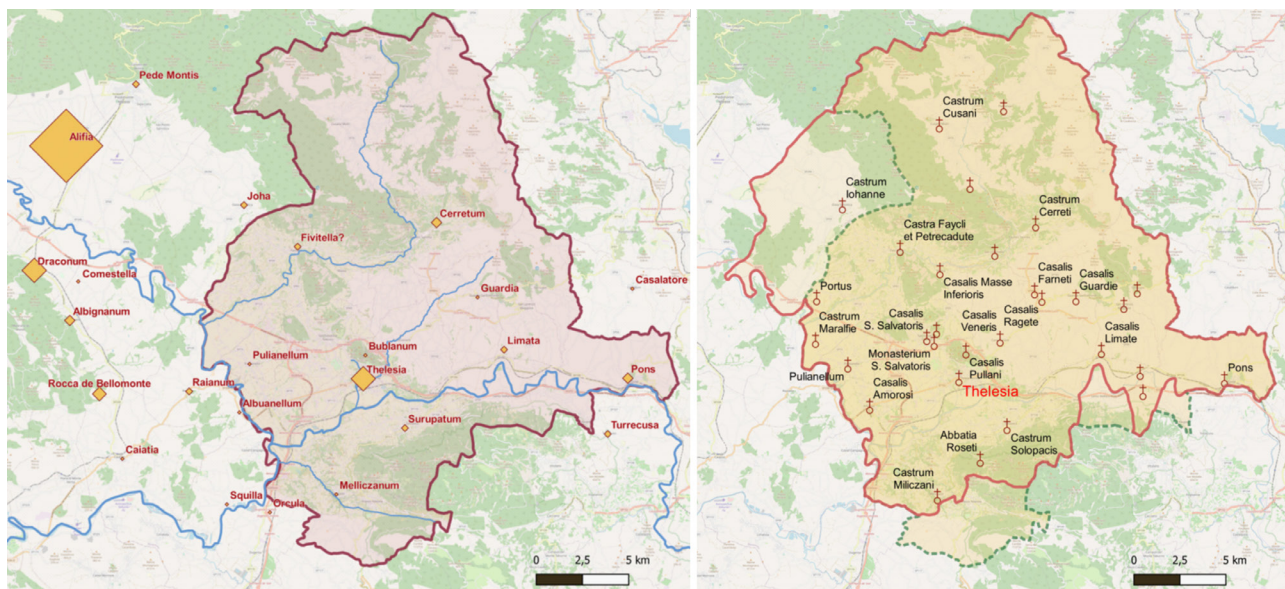 Pede Montis
Alifia
Joha
Cerretum
Fivitella?
Draconum
Comestella
Casalatore
Guardia
Albignanum
Limata
Bublanum
Pulianellum
Thelesia
Pons
Rocca de Bellomonte
Raianum
Albuanellum
Surupatum
Turrecusa
Caiatia
Melliczanum
Squilla
Orcula
0 2,5 5 km
Castrum
Cusani
Castrum
Iohanne
Castrum
Cerreti
Castra Faycli
et Petrecadute
Casalis Masse
Inferioris
Casalis
Farneti
Casalis
Guardie
Portus
Castrum
Maralfie
Casalis
S. Salvatoris
Casalis
Veneris
Casalis
Ragete
Casalis
Limate
Monasterium
S. Salvatoris
Casalis
Pullani
Pulianellum
Casalis
Amorosi
Thelesia
Pons
Abbatia
Roseti
Castrum
Solopacis
Castrum
Miliczani
0 2,5 5 km